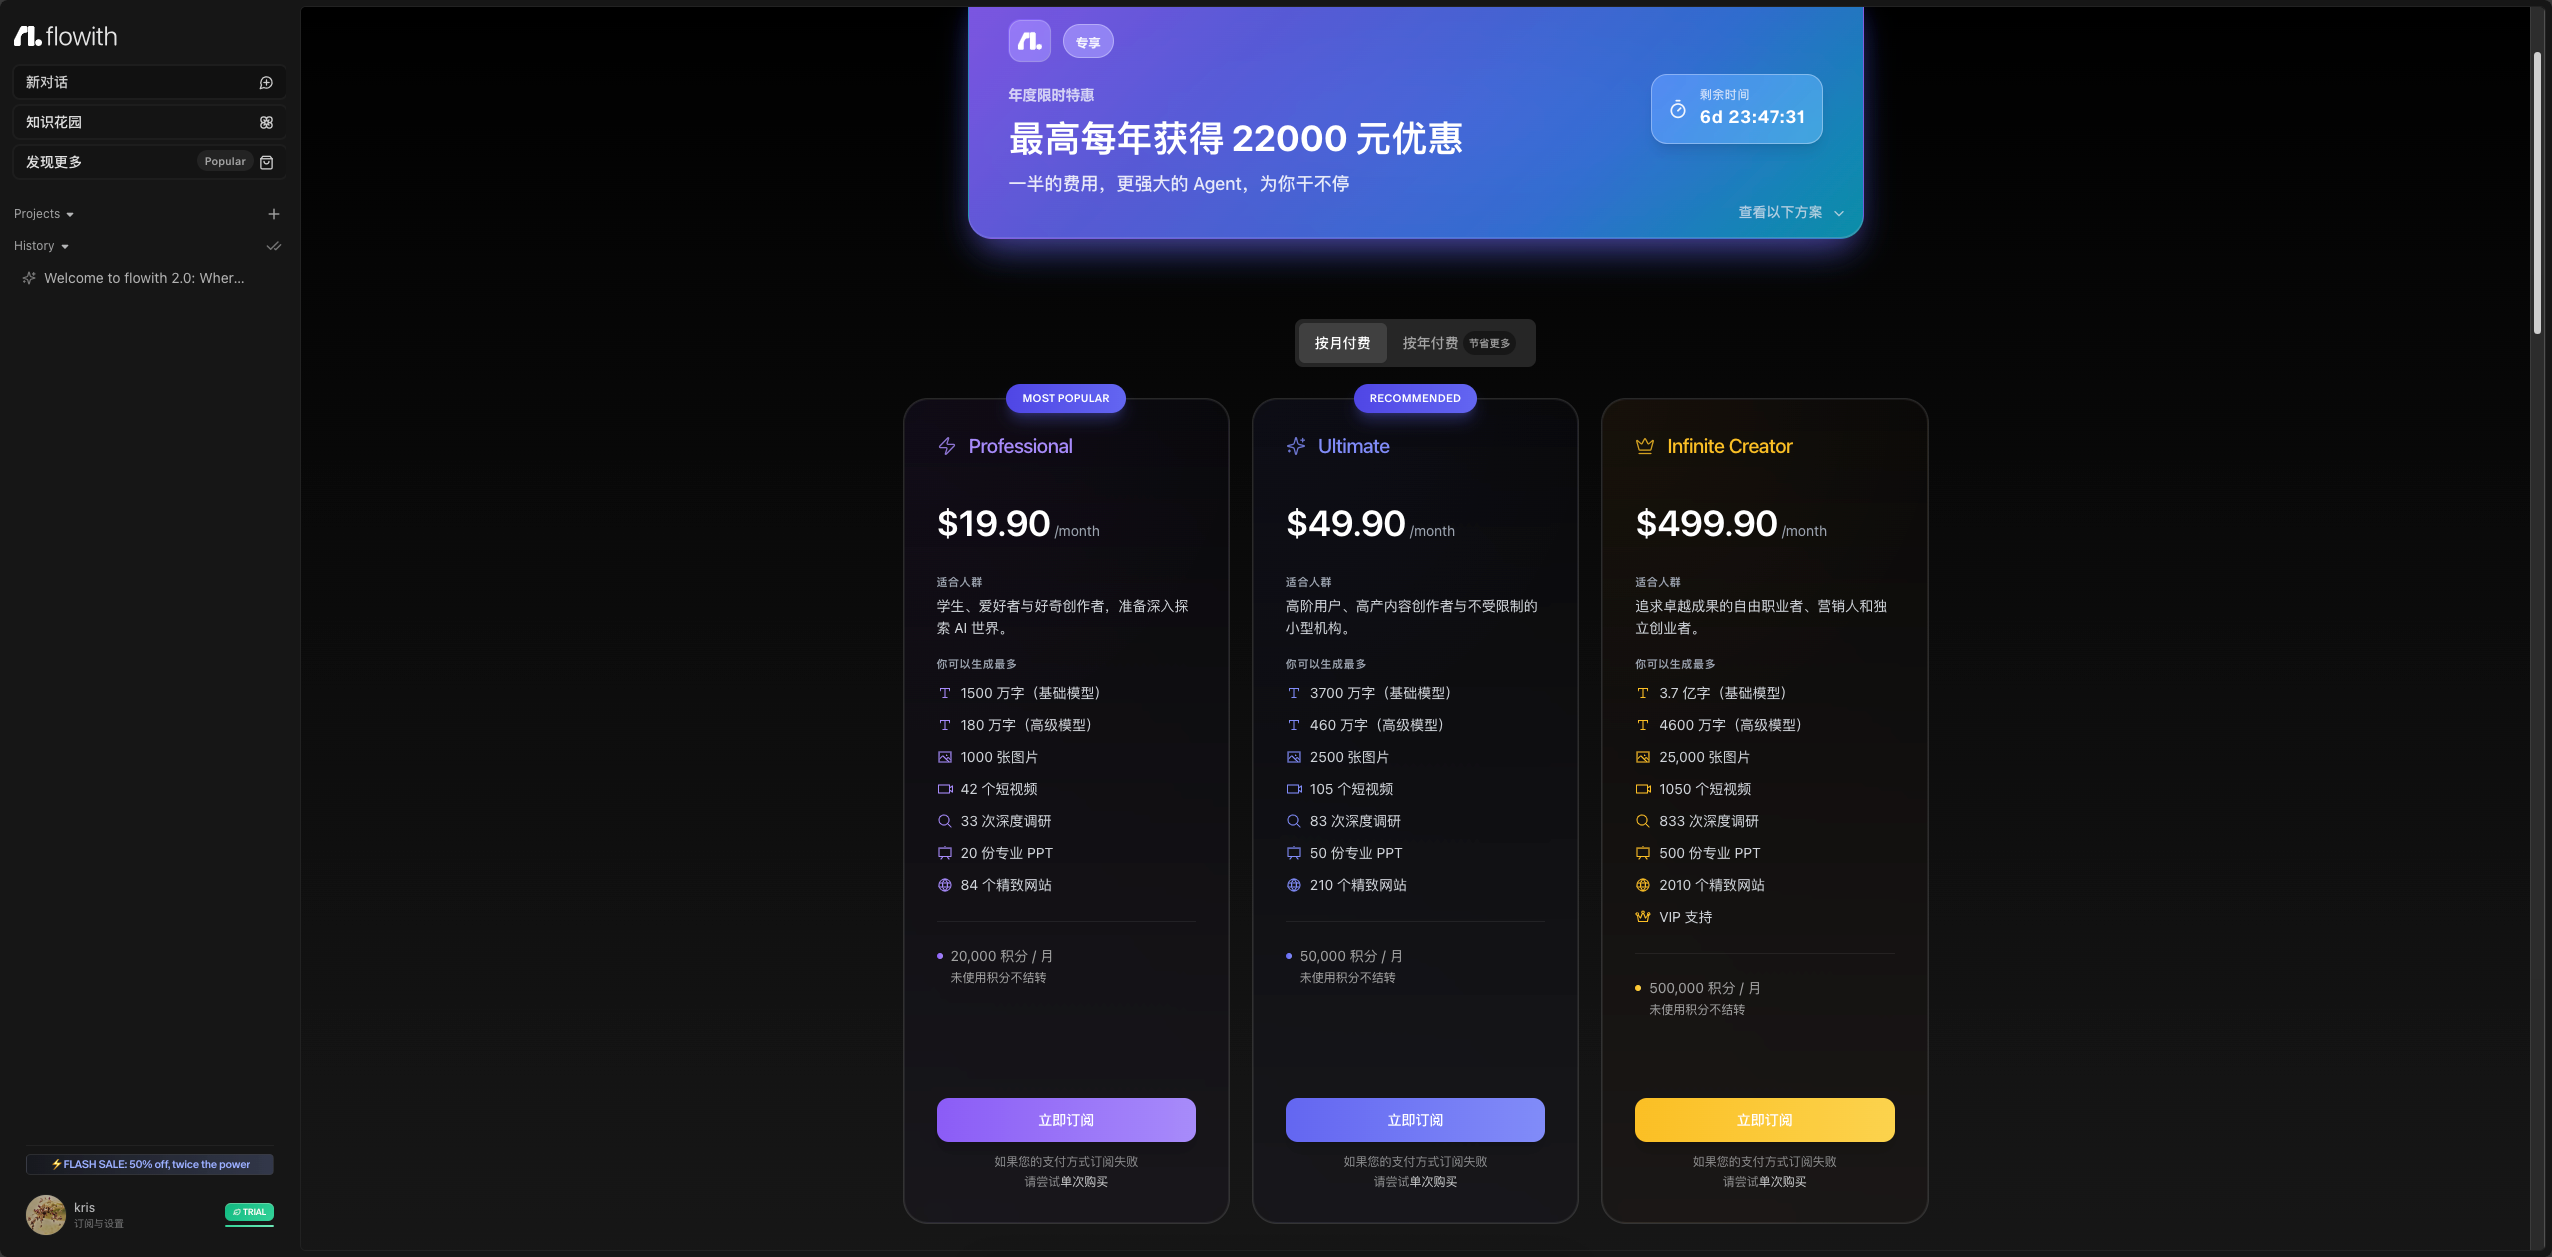 flowith
新对话
知识花园
发现更多 Popular
Projects
History
Welcome to flowith 2.0: Wher...
⚡FLASH SALE: 50% off, twice the power
kris
订阅与设置
TRIAL
专享
年度限时特惠
最高每年获得 22000 元优惠
一半的费用，更强大的 Agent，为你干不停
剩余时间
6d 23:47:31
查看以下方案
按月付费 按年付费 节省更多
MOST POPULAR
Professional
$19.90 /month
适合人群
学生、爱好者与好奇创作者，准备深入探
索 AI 世界。
你可以生成最多
1500 万字（基础模型）
180 万字（高级模型）
1000 张图片
42 个短视频
33 次深度调研
20 份专业 PPT
84 个精致网站
20,000 积分 / 月
未使用积分不结转
立即订阅
如果您的支付方式订阅失败
请尝试单次购买
RECOMMENDED
Ultimate
$49.90 /month
适合人群
高阶用户、高产内容创作者与不受限制的
小型机构。
你可以生成最多
3700 万字（基础模型）
460 万字（高级模型）
2500 张图片
105 个短视频
83 次深度调研
50 份专业 PPT
210 个精致网站
50,000 积分 / 月
未使用积分不结转
立即订阅
如果您的支付方式订阅失败
请尝试单次购买
Infinite Creator
$499.90 /month
适合人群
追求卓越成果的自由职业者、营销人和独
立创业者。
你可以生成最多
3.7 亿字（基础模型）
4600 万字（高级模型）
25,000 张图片
1050 个短视频
833 次深度调研
500 份专业 PPT
2010 个精致网站
VIP 支持
500,000 积分 / 月
未使用积分不结转
立即订阅
如果您的支付方式订阅失败
请尝试单次购买